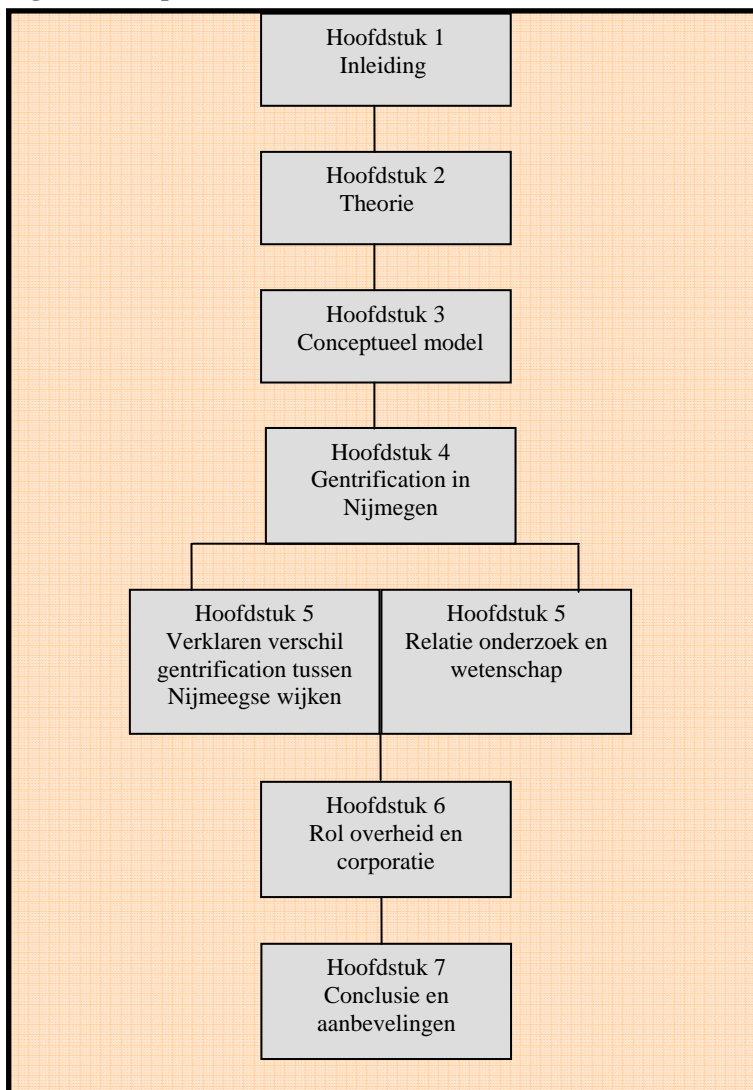 Hoofdstuk 1
Inleiding
Hoofdstuk 2
Theorie
Hoofdstuk 3
Conceptueel model
Hoofdstuk 4
Gentrification in
Nijmegen
Hoofdstuk 5
Verklaren verschil
gentrification tussen
Nijmeegse wijken
Hoofdstuk 5
Relatie onderzoek en
wetenschap
Hoofdstuk 6
Rol overheid en
corporatie
Hoofdstuk 7
Conclusie en
aanbevelingen